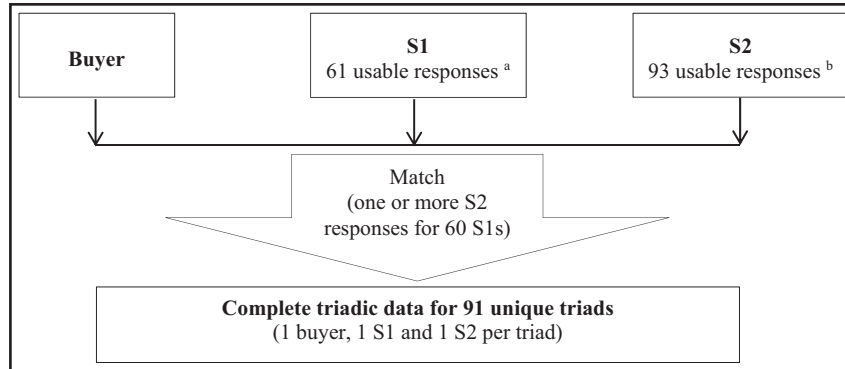 Buyer
S1
61 usable responses a
S2
93 usable responses b
Match
(one or more S2
responses for 60 S1s)
Complete triadic data for 91 unique triads
(1 buyer, 1 S1 and 1 S2 per triad)